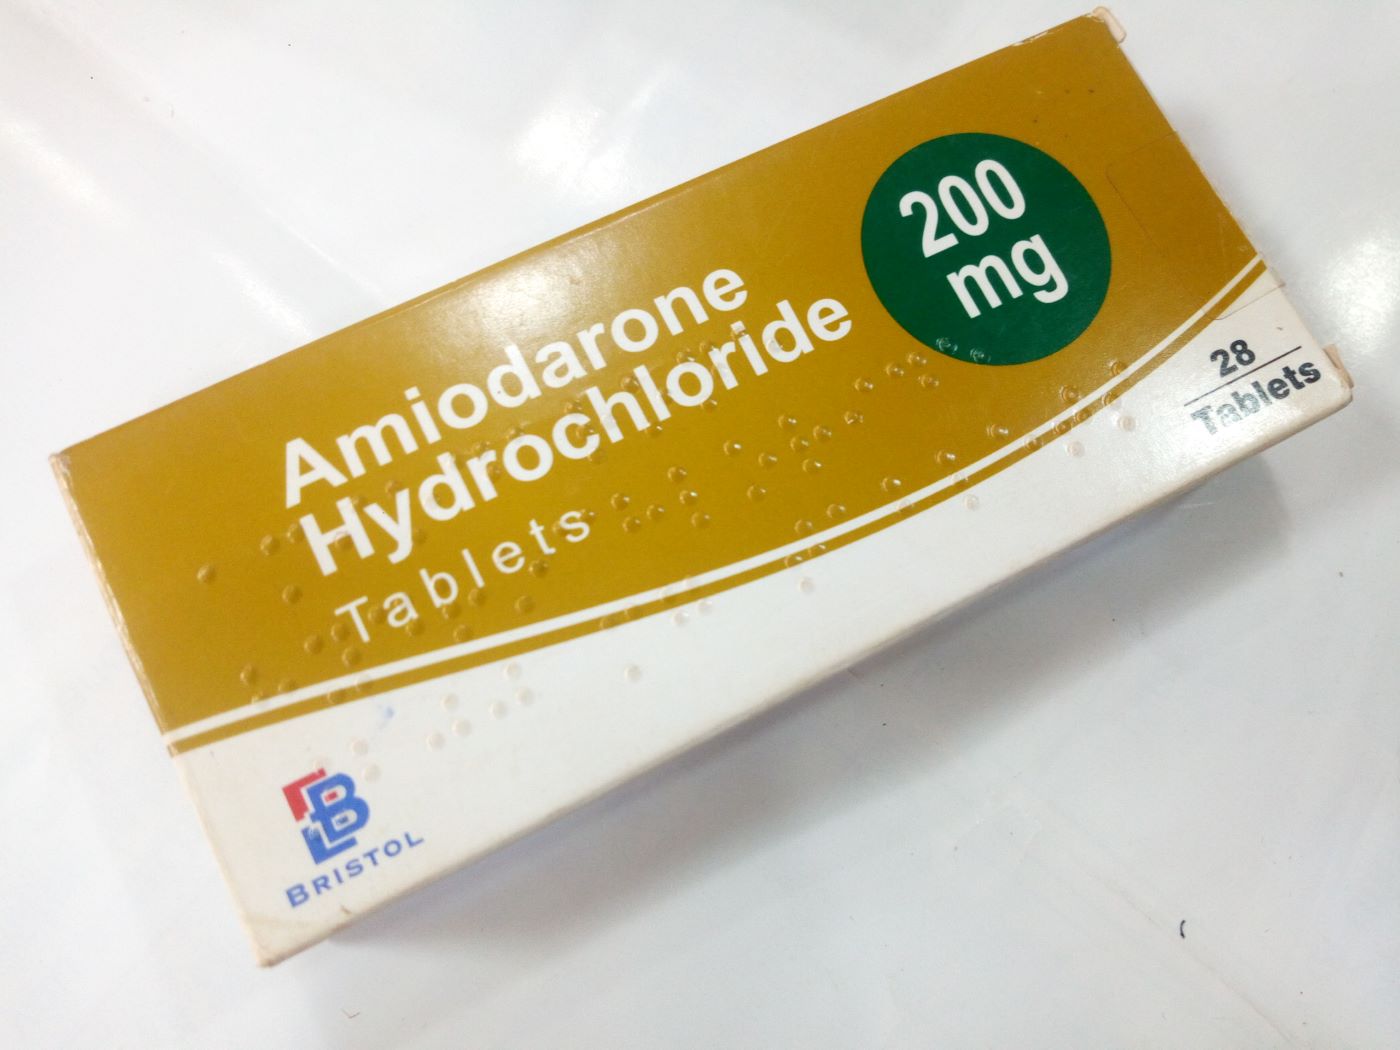 Amiodarone
Hydrochloride
Tablets
200
mg
28
Tablets
BRISTOL